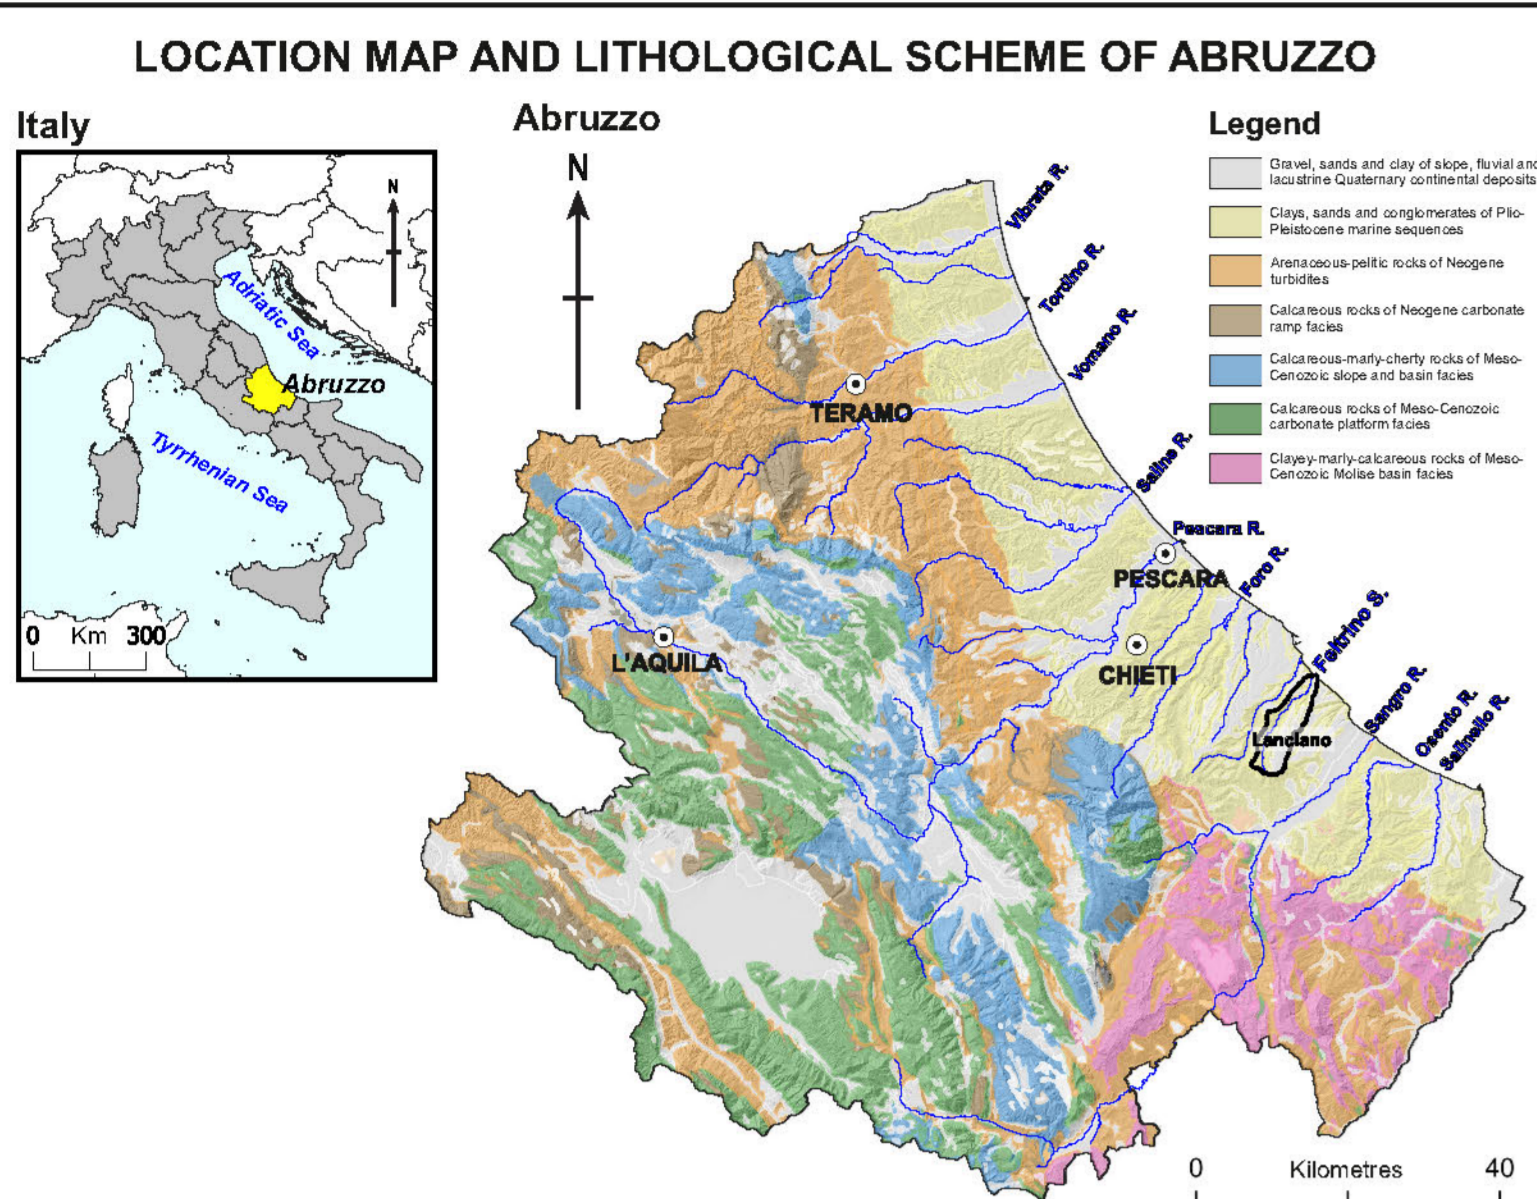 LOCATION MAP AND LITHOLOGICAL SCHEME OF ABRUZZO
Italy
N
Adriatic Sea
Abruzzo
Tyrrhenian Sea
0 Km 300
Abruzzo
N
Vibrata R.
Tordino R.
Vomano R.
TERAMO
Saline R.
Pescara R.
PESCARA
Foro R.
L'AQUILA
CHIETI
Feltrino S.
Lanciano
Sangro R.
Osento R.
Salinello R.
Legend
Gravel, sands and clay of slope, fluvial and
lacustrine Quaternary continental deposits
Clays, sands and conglomerates of Plio-
Pleistocene marine sequences
Arenaceous-pelitic rocks of Neogene
turbidites
Calcareous rocks of Neogene carbonate
ramp facies
Calcareous-marly-cherty rocks of Meso-
Cenozoic slope and basin facies
Calcareous rocks of Meso-Cenozoic
carbonate platform facies
Clayey-marly-calcareous rocks of Meso-
Cenozoic Molise basin facies
0 Kilometres 40